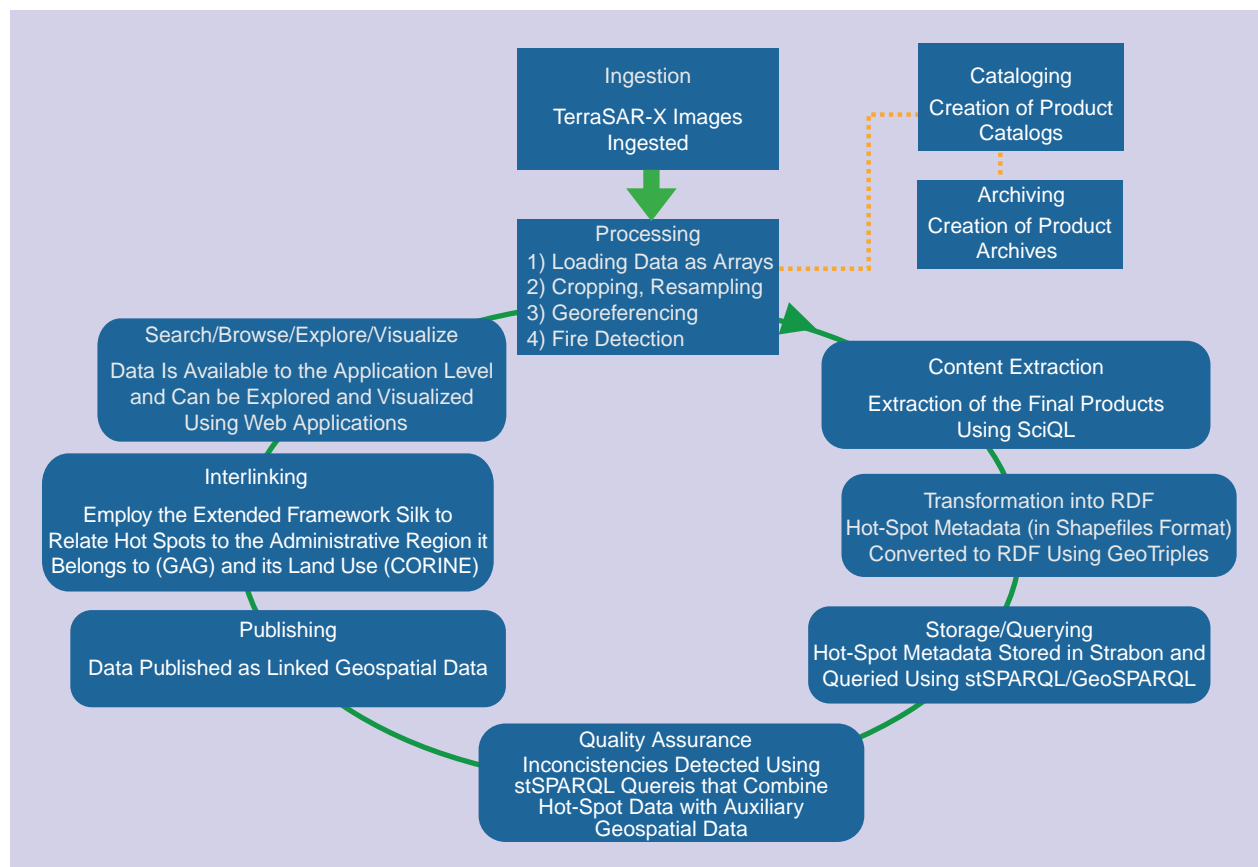 Ingestion
TerraSAR-X Images
Ingested
Cataloging
Creation of Product
Catalogs
Archiving
Creation of Product
Archives
Processing
1) Loading Data as Arrays
2) Cropping, Resampling
3) Georeferencing
4) Fire Detection
Content Extraction
Extraction of the Final Products
Using SciQL
Transformation into RDF
Hot-Spot Metadata (in Shapefiles Format)
Converted to RDF Using GeoTriples
Storage/Querying
Hot-Spot Metadata Stored in Strabon and
Queried Using stSPARQL/GeoSPARQL
Quality Assurance
Inconcistencies Detected Using
stSPARQL Quereis that Combine
Hot-Spot Data with Auxiliary
Geospatial Data
Publishing
Data Published as Linked Geospatial Data
Interlinking
Employ the Extended Framework Silk to
Relate Hot Spots to the Administrative Region it
Belongs to (GAG) and its Land Use (CORINE)
Search/Browse/Explore/Visualize
Data Is Available to the Application Level
and Can be Explored and Visualized
Using Web Applications